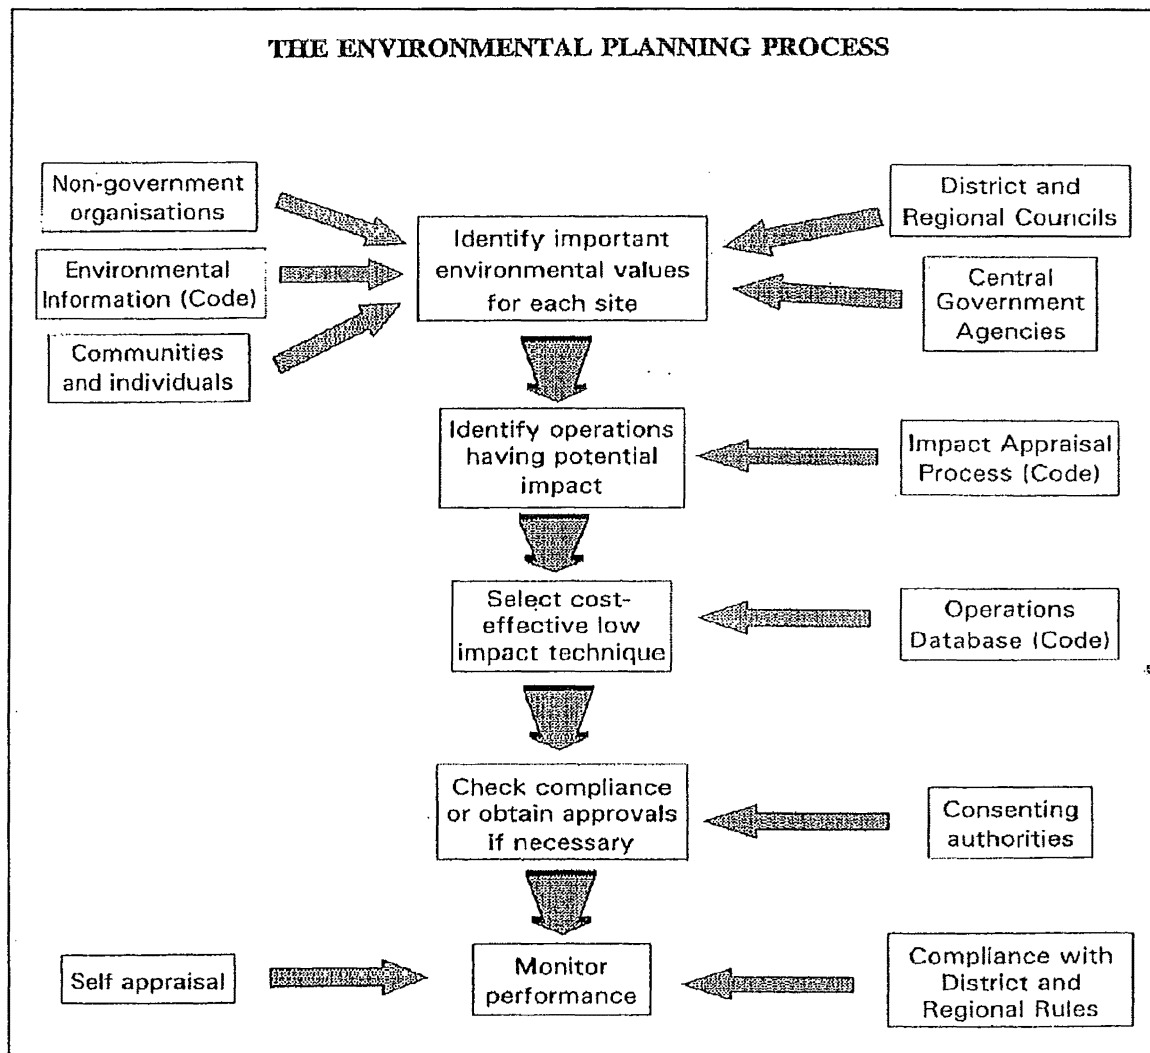 THE ENVIRONMENTAL PLANNING PROCESS
Non-government
organisations
Environmental
Information (Code)
Communities
and individuals
Identify important
environmental values
for each site
District and
Regional Councils
Central
Government
Agencies
Identify operations
having potential
impact
Impact Appraisal
Process (Code)
Select cost-
effective low
impact technique
Operations
Database (Code)
Check compliance
or obtain approvals
if necessary
Consenting
authorities
Self appraisal
Monitor
performance
Compliance with
District and
Regional Rules